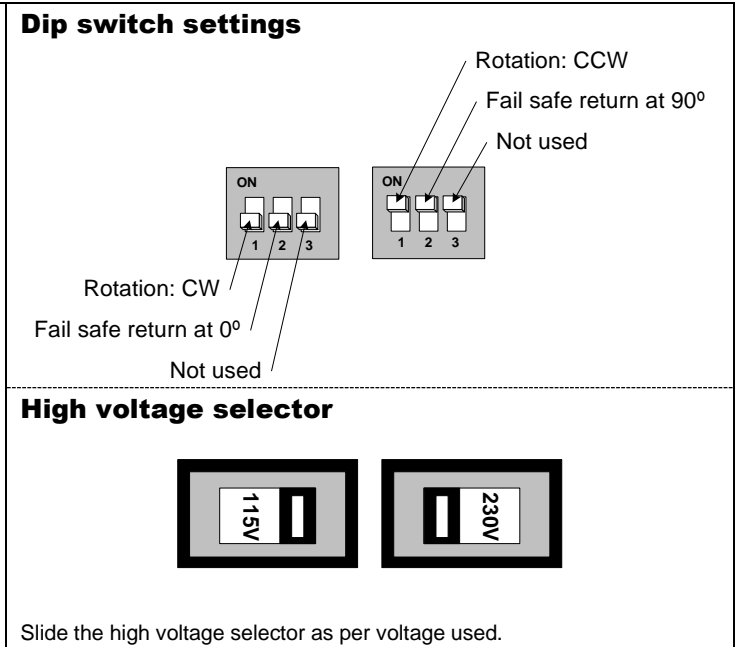 Dip switch settings
Rotation: CCW
Fail safe return at 90º
Not used
ON
1 2 3
ON
1 2 3
Rotation: CW
Fail safe return at 0º
Not used
High voltage selector
115V
230V
Slide the high voltage selector as per voltage used.